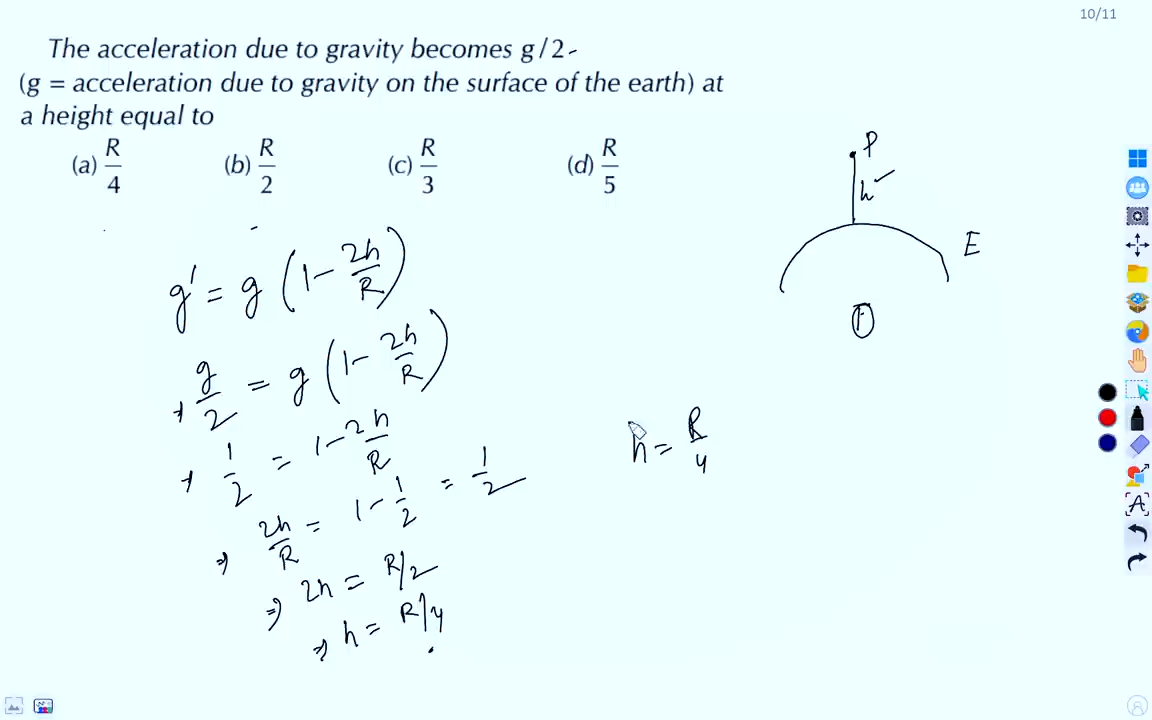 10/11
The acceleration due to gravity becomes g/2-
(g = acceleration due to gravity on the surface of the earth) at
a height equal to
(a) R/4 (b) R/2 (c) R/3 (d) R/5
P
h
E
g' = g (1 - 2h/R)
⇒ g/2 = g (1 - 2h/R)
⇒ 1/2 = 1 - 2h/R
⇒ 2h/R = 1 - 1/2 = 1/2
⇒ 2h = R/2
⇒ h = R/4
h = R/4
[A]